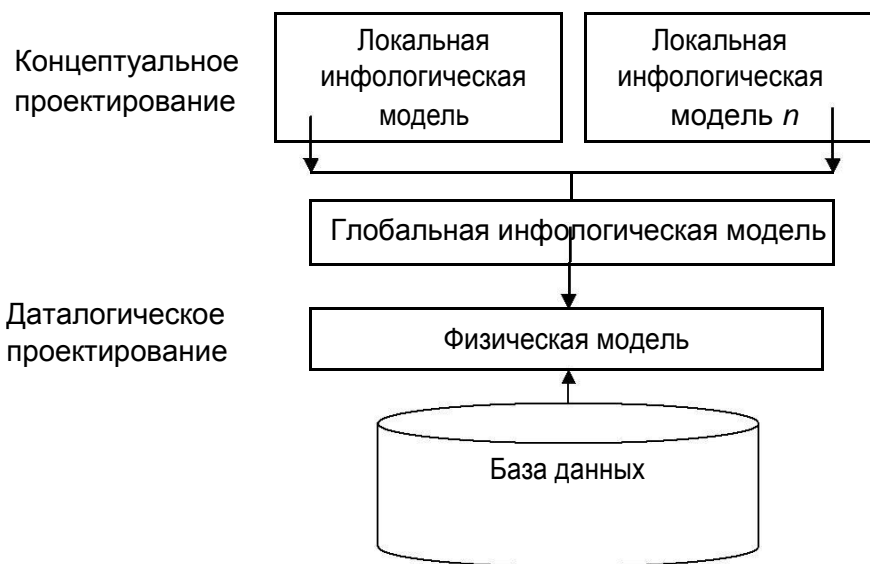 Концептуальное
проектирование
Локальная
инфологическая
модель
Локальная
инфологическая
модель n
Глобальная инфологическая модель
Даталогическое
проектирование
Физическая модель
База данных